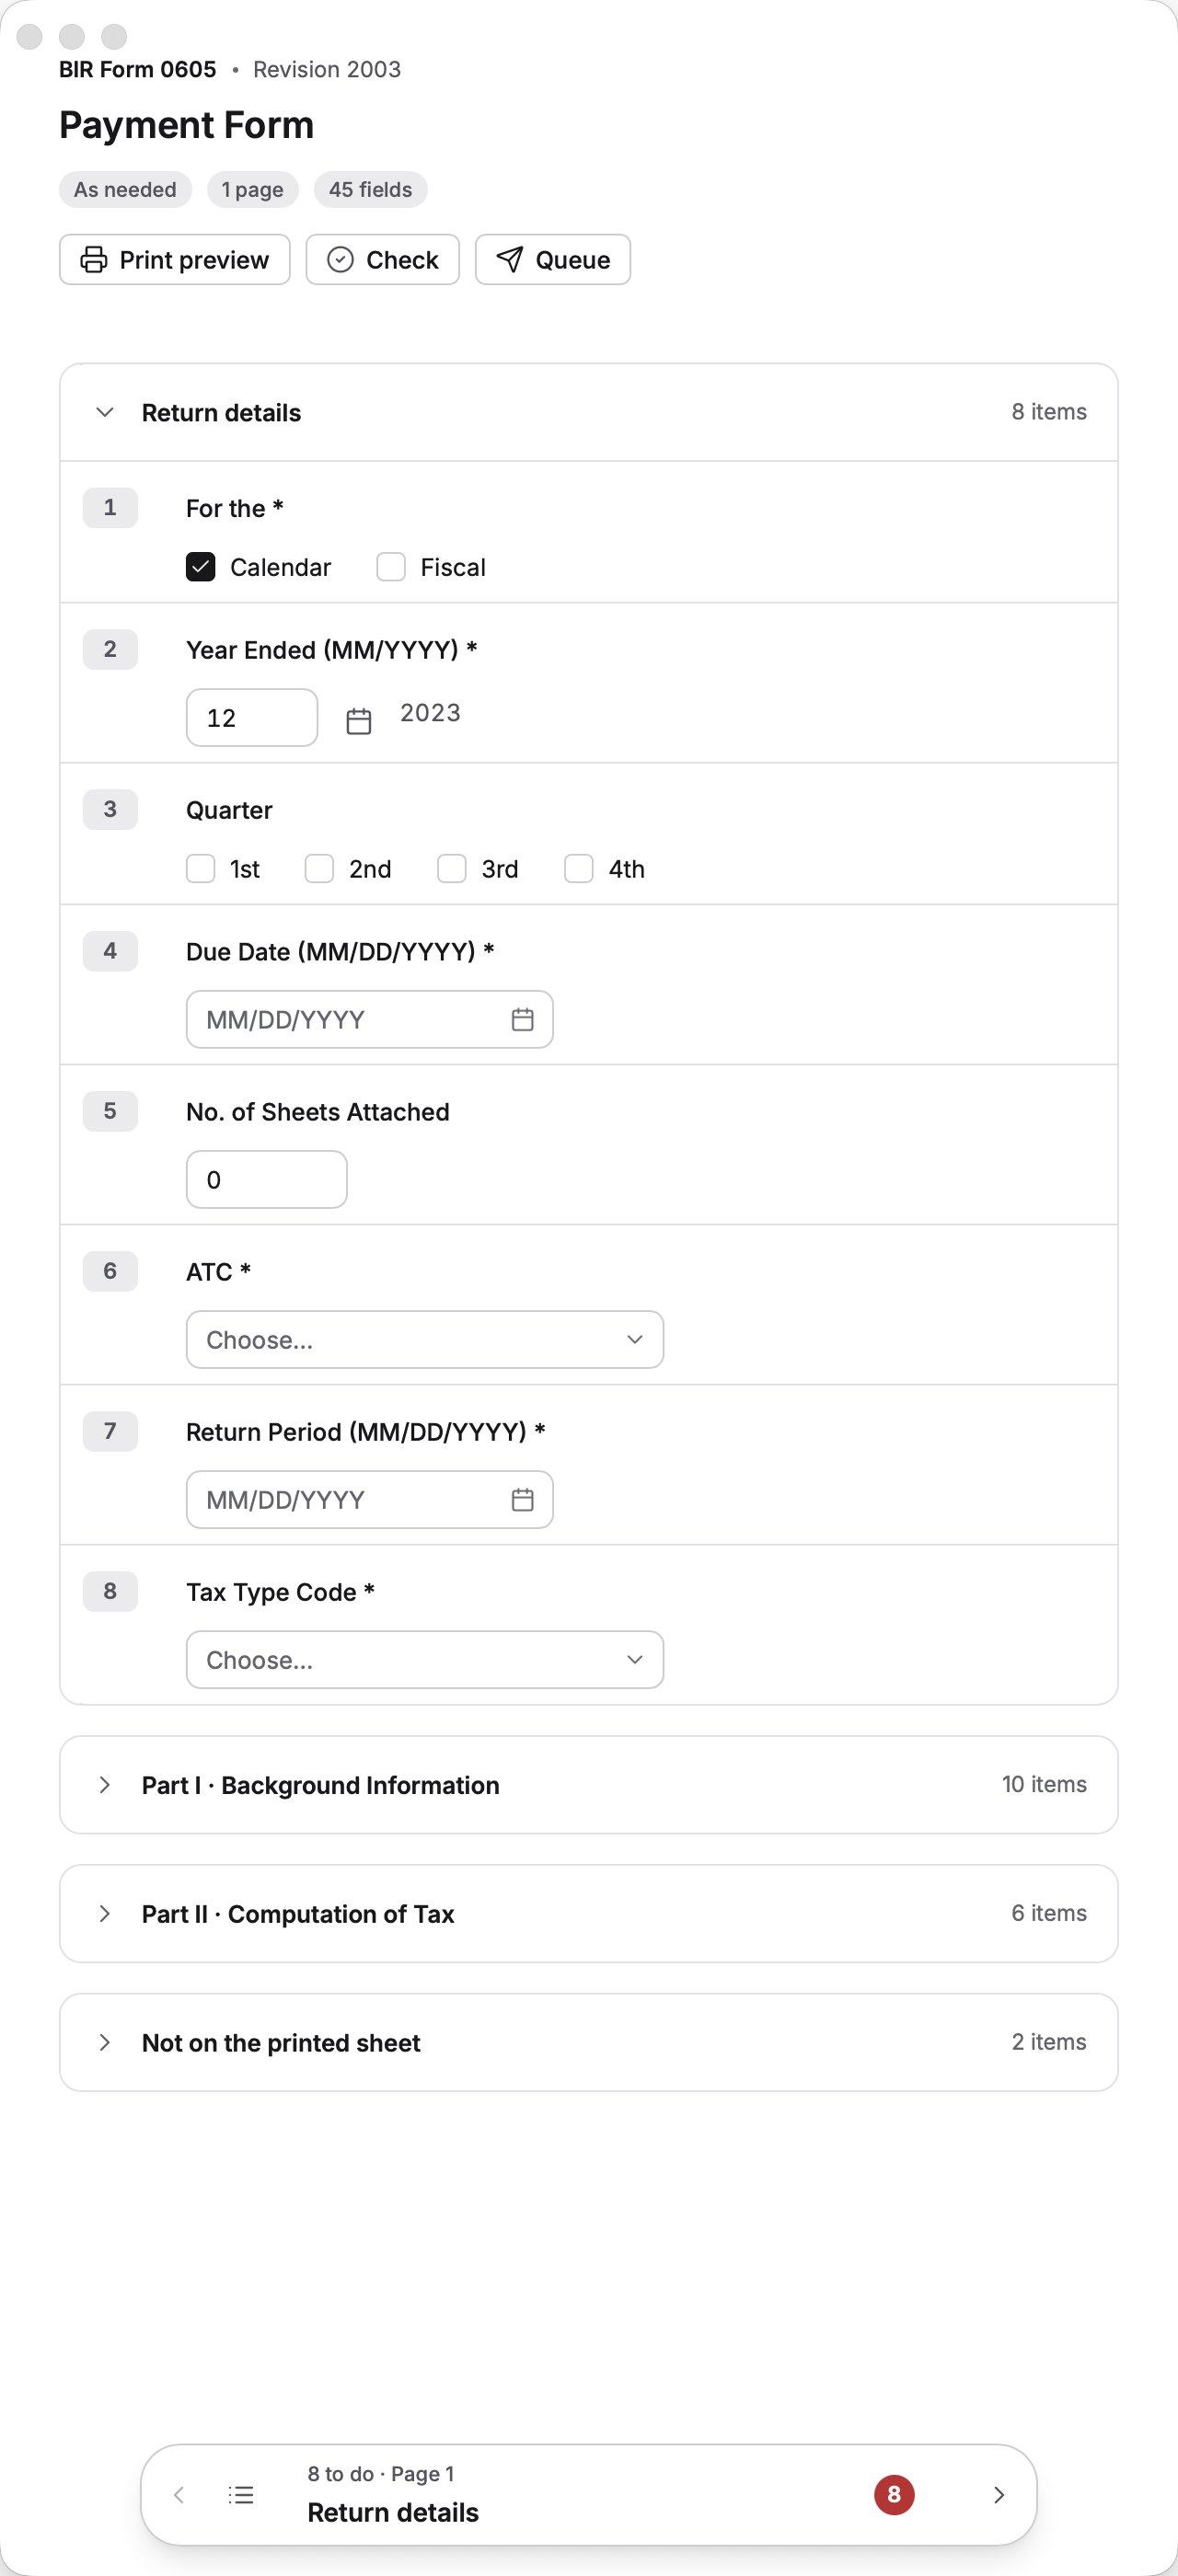 BIR Form 0605 • Revision 2003
Payment Form
As needed 1 page 45 fields
Print preview Check Queue
Return details 8 items
1 For the *
Calendar Fiscal
2 Year Ended (MM/YYYY) *
12 2023
3 Quarter
1st 2nd 3rd 4th
4 Due Date (MM/DD/YYYY) *
MM/DD/YYYY
5 No. of Sheets Attached
0
6 ATC *
Choose...
7 Return Period (MM/DD/YYYY) *
MM/DD/YYYY
8 Tax Type Code *
Choose...
Part I · Background Information 10 items
Part II · Computation of Tax 6 items
Not on the printed sheet 2 items
8 to do · Page 1
Return details 8